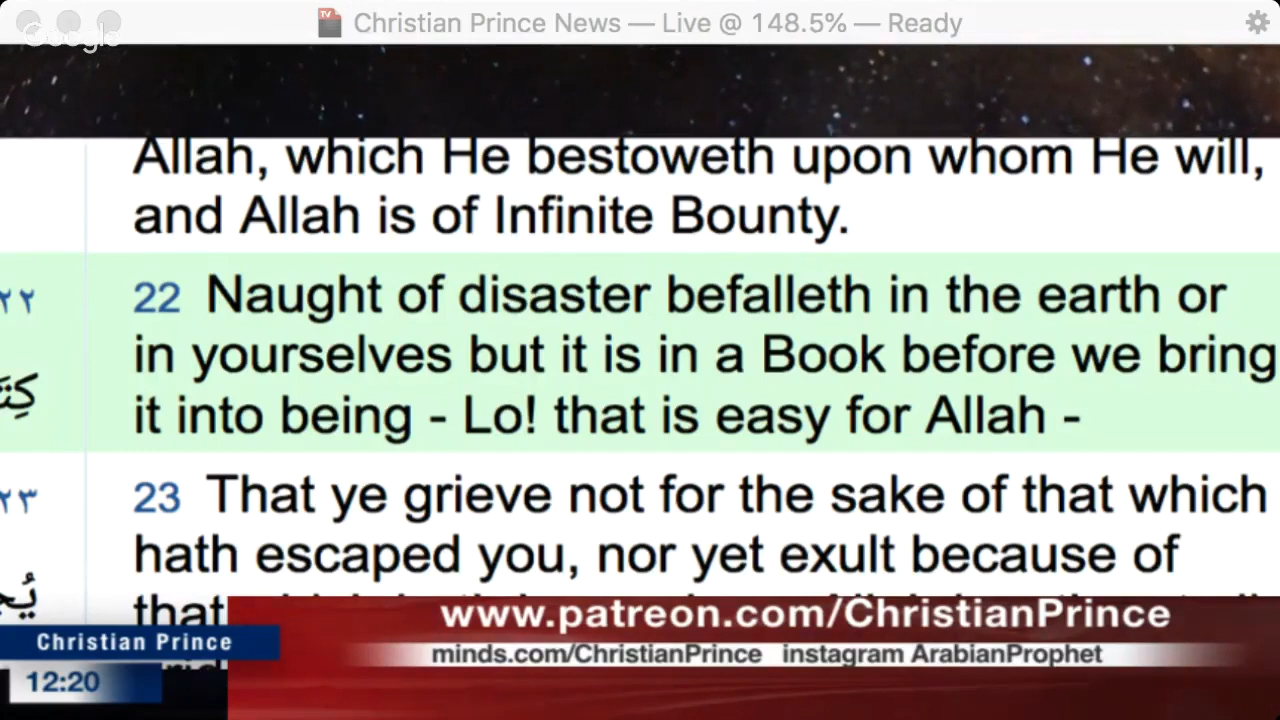 Christian Prince News — Live @ 148.5% — Ready
Google
Allah, which He bestoweth upon whom He will,
and Allah is of Infinite Bounty.
٢٢
22 Naught of disaster befalleth in the earth or
in yourselves but it is in a Book before we bring
it into being - Lo! that is easy for Allah -
٢٣
23 That ye grieve not for the sake of that which
hath escaped you, nor yet exult because of
that
www.patreon.com/ChristianPrince
Christian Prince
minds.com/ChristianPrince instagram ArabianProphet
12:20